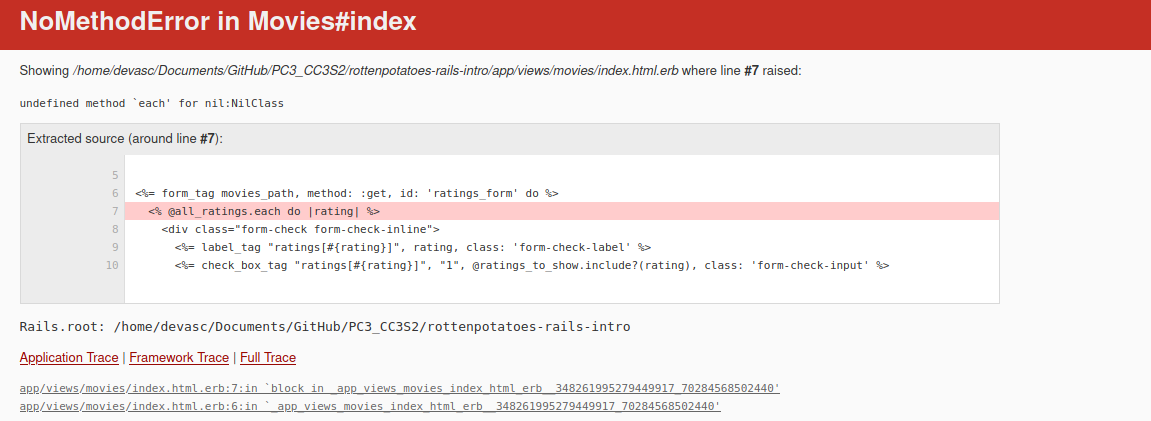 NoMethodError in Movies#index
Showing /home/devasc/Documents/GitHub/PC3_CC3S2/rottenpotatoes-rails-intro/app/views/movies/index.html.erb where line #7 raised:
undefined method `each' for nil:NilClass
Extracted source (around line #7):
5
6 <%= form_tag movies_path, method: :get, id: 'ratings_form' do %>
7 <% @all_ratings.each do |rating| %>
8 <div class="form-check form-check-inline">
9 <%= label_tag "ratings[#{rating}]", rating, class: 'form-check-label' %>
10 <%= check_box_tag "ratings[#{rating}]", "1", @ratings_to_show.include?(rating), class: 'form-check-input' %>
Rails.root: /home/devasc/Documents/GitHub/PC3_CC3S2/rottenpotatoes-rails-intro
Application Trace | Framework Trace | Full Trace
app/views/movies/index.html.erb:7:in `block in _app_views_movies_index_html_erb__348261995279449917_70284568502440'
app/views/movies/index.html.erb:6:in `_app_views_movies_index_html_erb__348261995279449917_70284568502440'